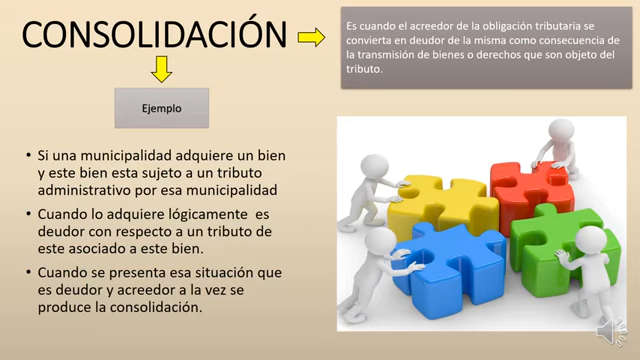 CONSOLIDACIÓN
Es cuando el acreedor de la obligación tributaria se
convierta en deudor de la misma como consecuencia de
la transmisión de bienes o derechos que son objeto del
tributo.
Ejemplo
• Si una municipalidad adquiere un bien
y este bien esta sujeto a un tributo
administrativo por esa municipalidad
• Cuando lo adquiere lógicamente es
deudor con respecto a un tributo de
este asociado a este bien.
• Cuando se presenta esa situación que
es deudor y acreedor a la vez se
produce la consolidación.